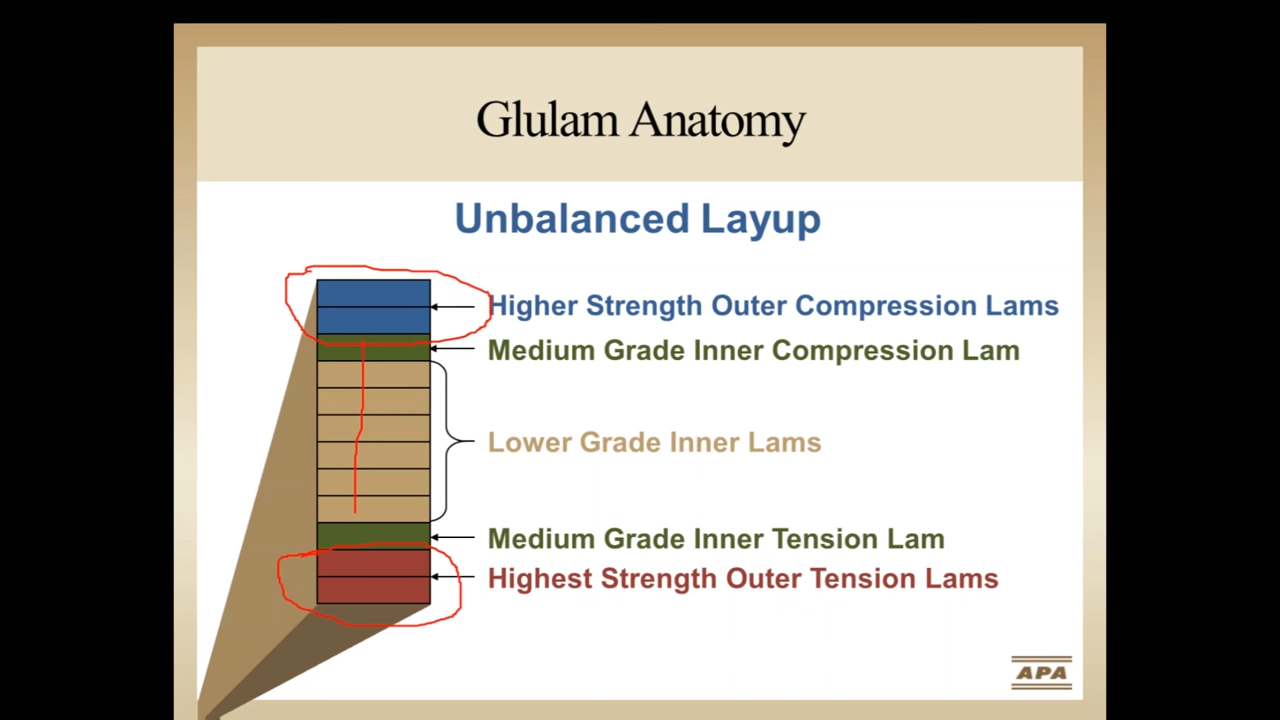 Glulam Anatomy
Unbalanced Layup
Higher Strength Outer Compression Lams
Medium Grade Inner Compression Lam
Lower Grade Inner Lams
Medium Grade Inner Tension Lam
Highest Strength Outer Tension Lams
APA